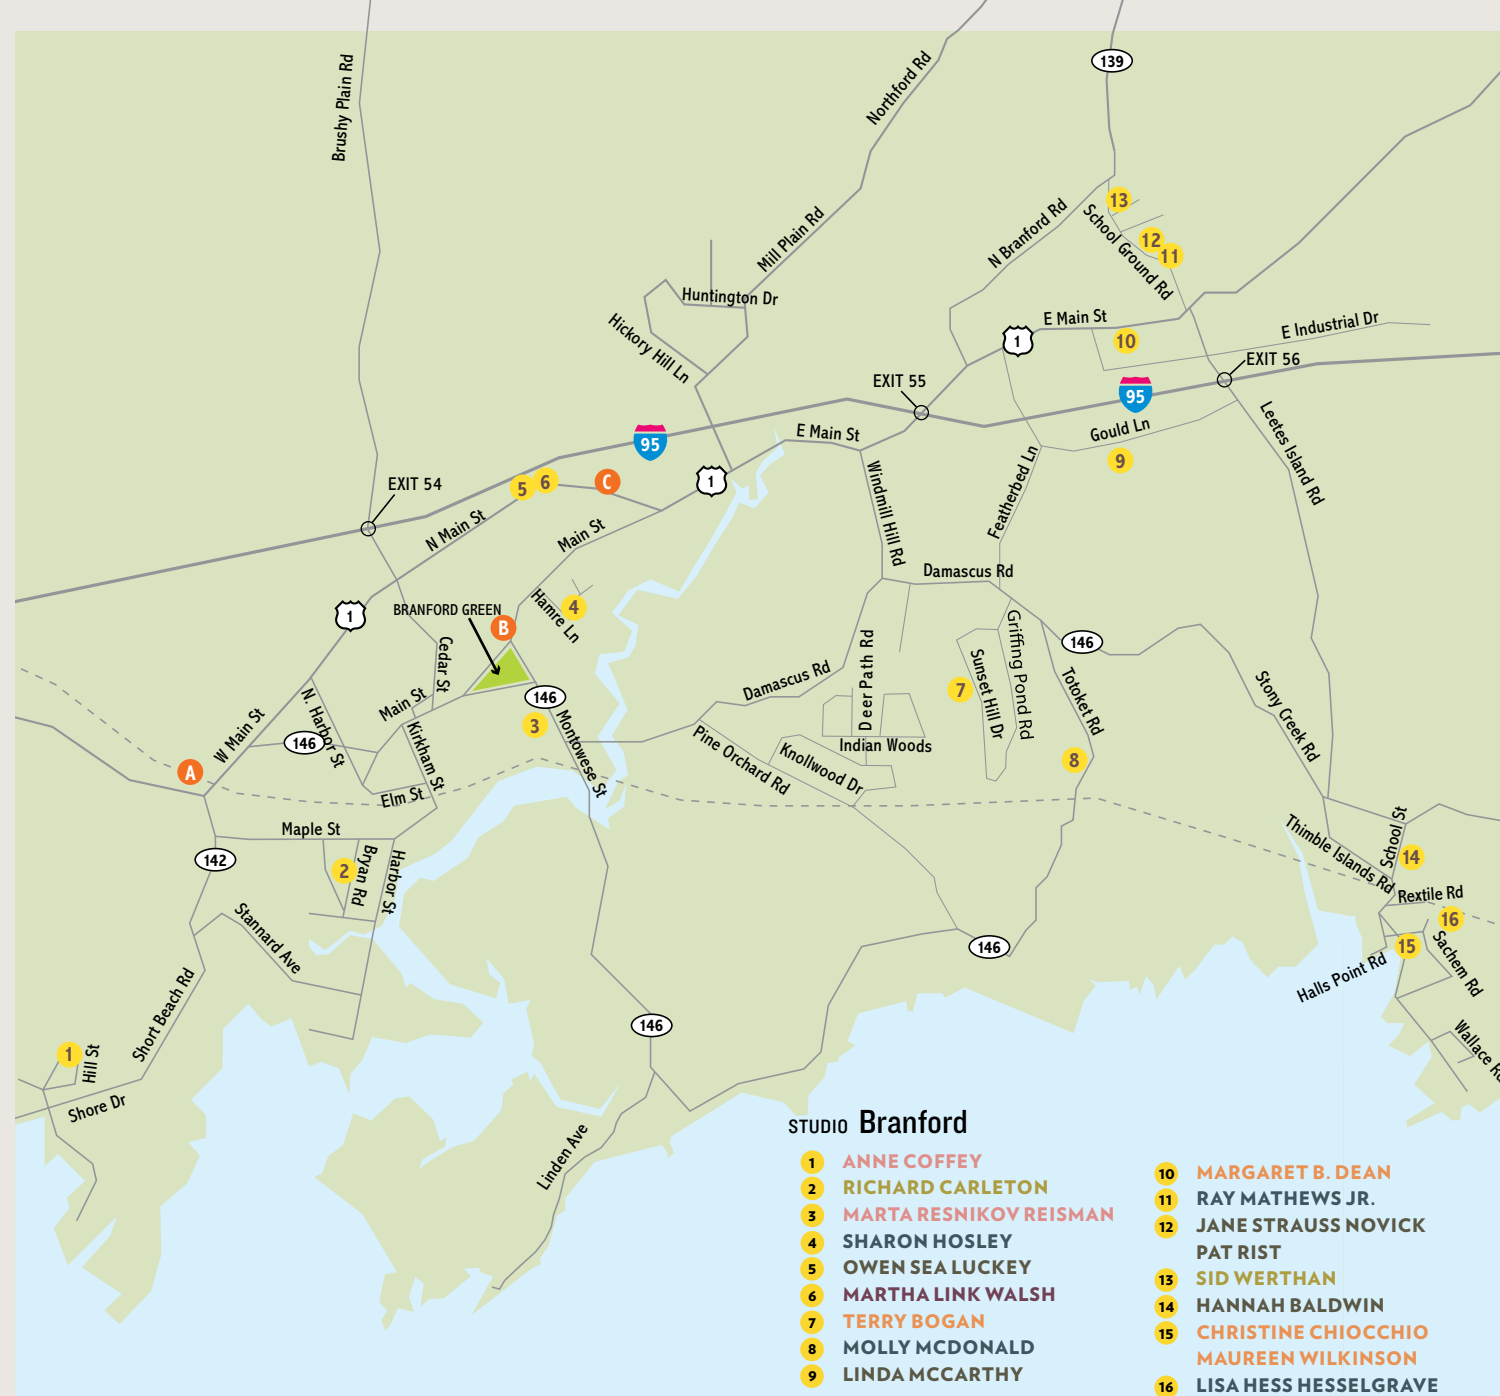 Brushy Plain Rd
Northford Rd
139
13
N Branford Rd
School Ground Rd
12
11
Mill Plain Rd
Huntington Dr
Hickory Hill Ln
1
E Main St
10
E Industrial Dr
EXIT 56
EXIT 55
95
Gould Ln
9
Leetes Island Rd
95
E Main St
Featherbed Ln
Windmill Hill Rd
EXIT 54
5
6
C
1
N Main St
Main St
Damascus Rd
1
BRANFORD GREEN
B
Hamre Ln
4
Cedar St
Damascus Rd
Deer Path Rd
7
Sunset Hill Dr
Griffing Pond Rd
146
Totoket Rd
Stony Creek Rd
146
3
Montowese St
Main St
N. Harbor St
146
W Main St
A
Kirkham St
Elm St
Pine Orchard Rd
Knollwood Dr
Indian Woods
8
Maple St
142
2
Bryan Rd
Harbor St
Stannard Ave
Thimble Islands Rd
School St
14
Rextile Rd
16
15
Sachem Rd
Halls Point Rd
146
146
Short Beach Rd
1
Hill St
Shore Dr
Wallace R
Linden Ave
STUDIO Branford
1 ANNE COFFEY
2 RICHARD CARLETON
3 MARTA RESNIKOV REISMAN
4 SHARON HOSLEY
5 OWEN SEA LUCKEY
6 MARTHA LINK WALSH
7 TERRY BOGAN
8 MOLLY MCDONALD
9 LINDA MCCARTHY
10 MARGARET B. DEAN
11 RAY MATHEWS JR.
12 JANE STRAUSS NOVICK
PAT RIST
13 SID WERTHAN
14 HANNAH BALDWIN
15 CHRISTINE CHIOCCHIO
MAUREEN WILKINSON
16 LISA HESS HESSELGRAVE